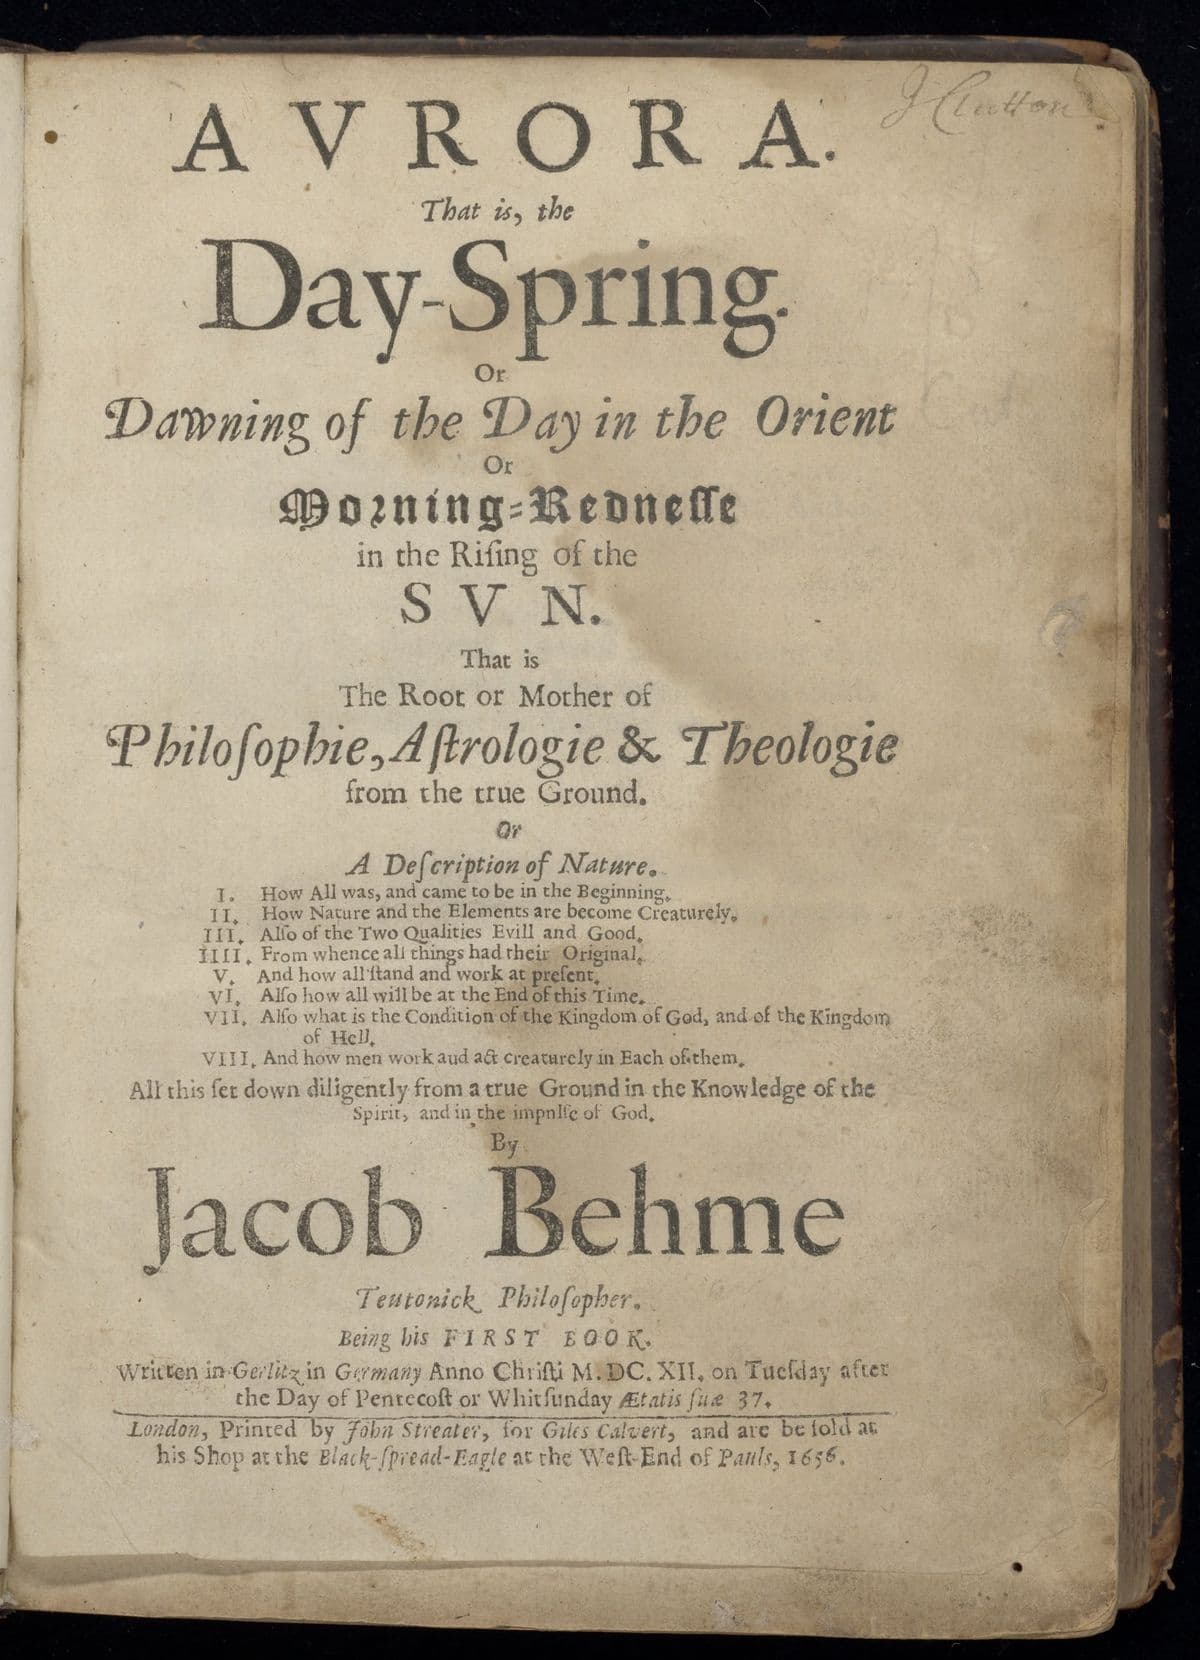 J Clutton
AVRORA.
That is, the
Day-Spring.
Or
Dawning of the Day in the Orient
Or
Morning=Redneſſe
in the Riſing of the
SVN.
That is
The Root or Mother of
Philoſophie, Aſtrologie & Theologie
from the true Ground.
Or
A Deſcription of Nature.
I. How All was, and came to be in the Beginning.
II. How Nature and the Elements are become Creaturely.
III. Alſo of the Two Qualities Evill and Good.
IIII. From whence all things had their Original.
V. And how all ſtand and work at preſent.
VI. Alſo how all will be at the End of this Time.
VII. Alſo what is the Condition of the Kingdom of God, and of the Kingdom
of Hell.
VIII. And how men work aud act creaturely in Each of them.
All this ſet down diligently from a true Ground in the Knowledge of the
Spirit, and in the impnlſe of God.
By
Jacob Behme
Teutonick Philoſopher.
Being his FIRST BOOK.
Written in Gerlitz in Germany Anno Chriſti M. DC. XII. on Tueſday after
the Day of Pentecoſt or Whitſunday Ætatis ſuæ 37.
London, Printed by John Streater, for Giles Calvert, and are be ſold at
his Shop at the Black-ſpread-Eagle at the Weſt-End of Pauls, 1656.